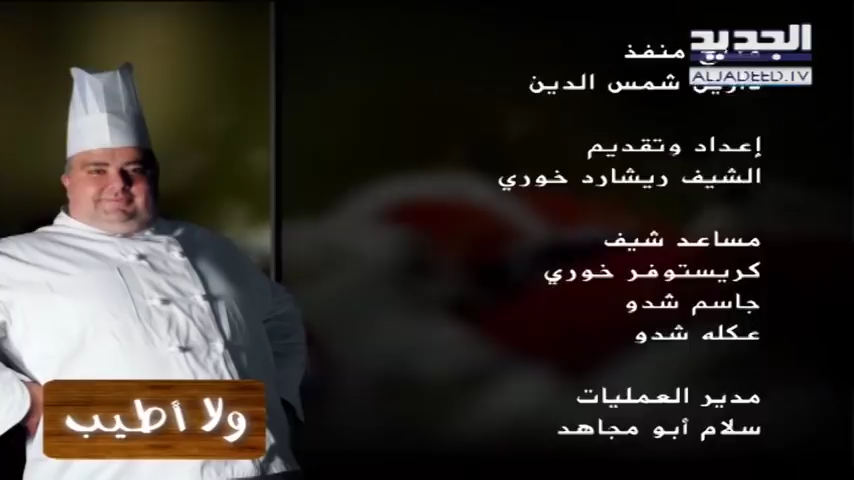 الجديد
ALJADEED.TV
منفذ
شمس الدين
إعداد وتقديم
الشيف ريشارد خوري
مساعد شيف
كريستوفر خوري
جاسم شدو
عكله شدو
مدير العمليات
سلام أبو مجاهد
ولا أطيب